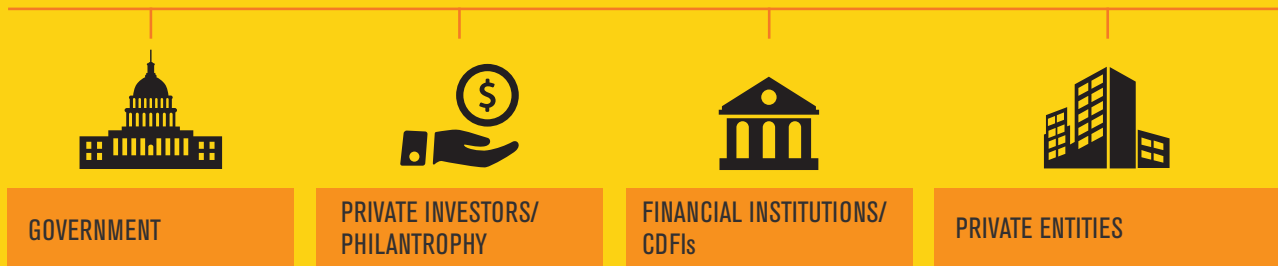 $
GOVERNMENT
PRIVATE INVESTORS/
PHILANTROPHY
FINANCIAL INSTITUTIONS/
CDFIs
PRIVATE ENTITIES